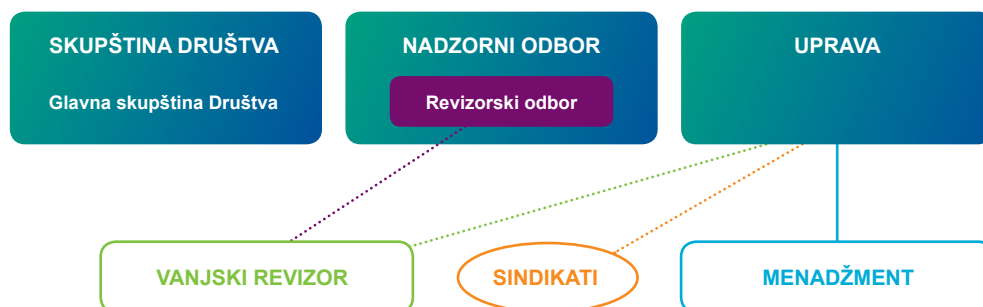 SKUPŠTINA DRUŠTVA
Glavna skupština Društva
NADZORNI ODBOR
Revizorski odbor
UPRAVA
VANJSKI REVIZOR
SINDIKATI
MENADŽMENT